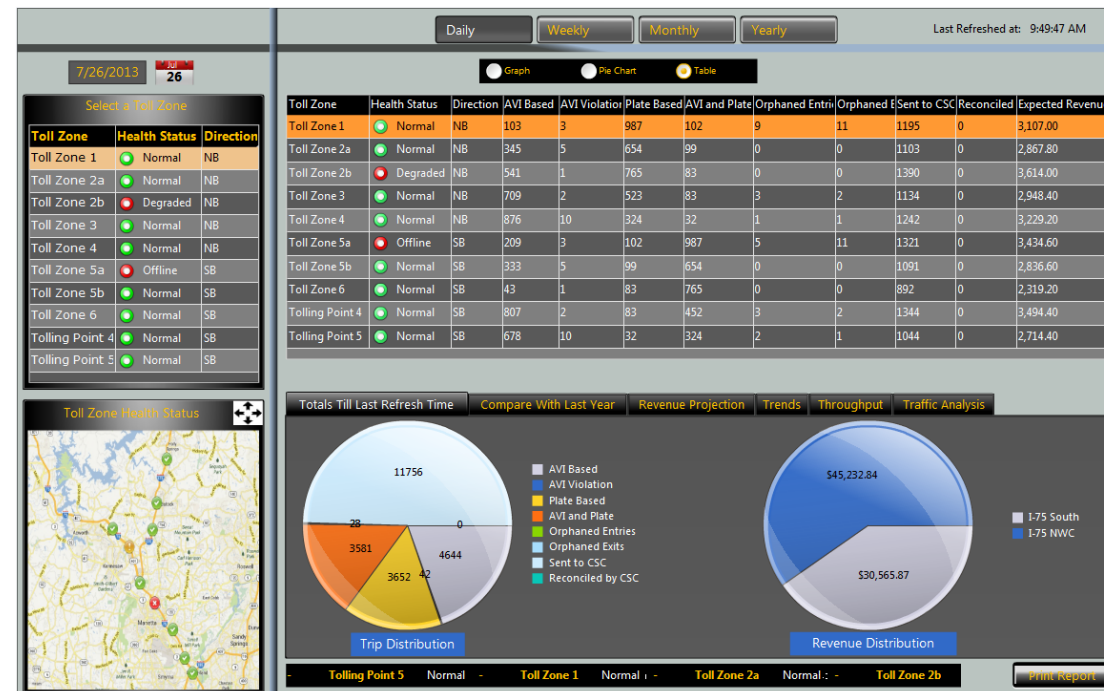 Daily Weekly Monthly Yearly Last Refreshed at: 9:49:47 AM
7/26/2013 Jul 26
Graph Pie Chart Table
Select a Toll Zone
Toll Zone Health Status Direction
Toll Zone 1 Normal NB
Toll Zone 2a Normal NB
Toll Zone 2b Degraded NB
Toll Zone 3 Normal NB
Toll Zone 4 Normal NB
Toll Zone 5a Offline SB
Toll Zone 5b Normal SB
Toll Zone 6 Normal SB
Tolling Point 4 Normal SB
Tolling Point 5 Normal SB
Toll Zone Health Status Direction AVI Based AVI Violation Plate Based AVI and Plate Orphaned Entri Orphaned E Sent to CSC Reconciled Expected Revenu
Toll Zone 1 Normal NB 103 3 987 102 9 11 1195 0 3,107.00
Toll Zone 2a Normal NB 345 5 654 99 0 0 1103 0 2,867.80
Toll Zone 2b Degraded NB 541 1 765 83 0 0 1390 0 3,614.00
Toll Zone 3 Normal NB 709 2 523 83 3 2 1134 0 2,948.40
Toll Zone 4 Normal NB 876 10 324 32 1 1 1242 0 3,229.20
Toll Zone 5a Offline SB 209 3 102 987 5 11 1321 0 3,434.60
Toll Zone 5b Normal SB 333 5 99 654 0 0 1091 0 2,836.60
Toll Zone 6 Normal SB 43 1 83 765 0 0 892 0 2,319.20
Tolling Point 4 Normal SB 807 2 83 452 3 2 1344 0 3,494.40
Tolling Point 5 Normal SB 678 10 32 324 2 1 1044 0 2,714.40
Toll Zone Health Status
Roswell
Marietta
Sandy Springs
Smyrna
Totals Till Last Refresh Time Compare With Last Year Revenue Projection Trends Throughput Traffic Analysis
11756
28
0
3581
4644
3652
42
AVI Based
AVI Violation
Plate Based
AVI and Plate
Orphaned Entries
Orphaned Exits
Sent to CSC
Reconciled by CSC
Trip Distribution
$45,232.84
$30,565.87
I-75 South
I-75 NWC
Revenue Distribution
- Tolling Point 5 Normal - Toll Zone 1 Normal - Toll Zone 2a Normal - Toll Zone 2b
Print Report